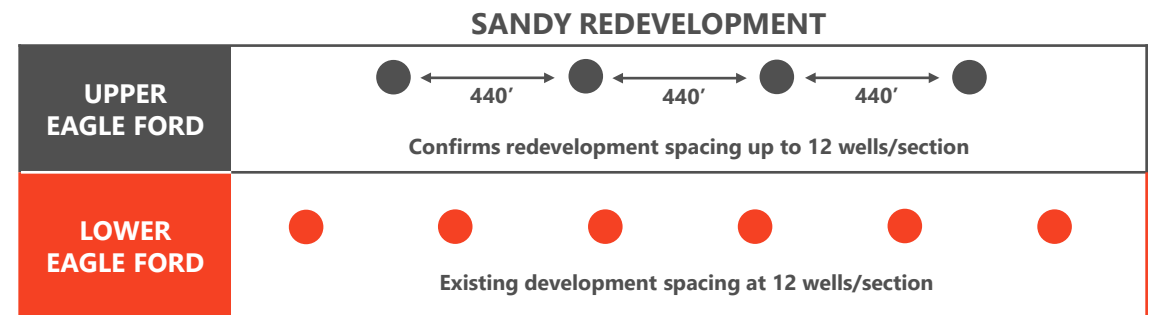 SANDY REDEVELOPMENT
UPPER
EAGLE FORD
440’
440’
440’
Confirms redevelopment spacing up to 12 wells/section
LOWER
EAGLE FORD
Existing development spacing at 12 wells/section